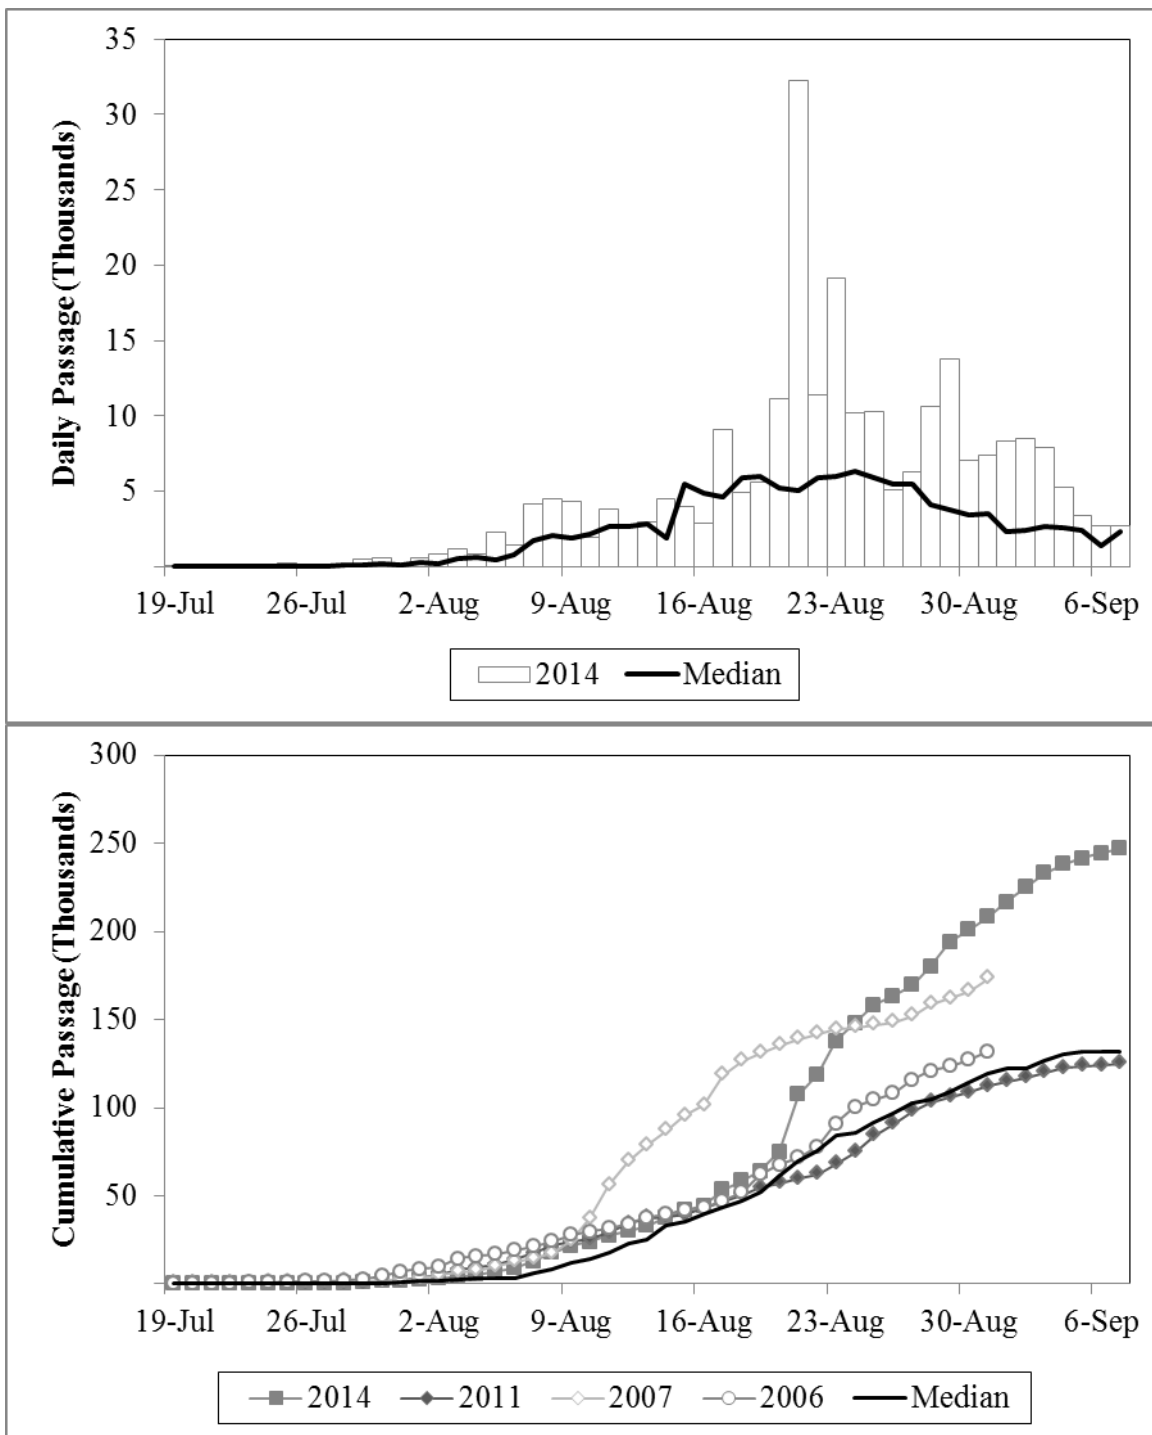 35
30
25
20
15
10
5
Daily Passage (Thousands)
19-Jul 26-Jul 2-Aug 9-Aug 16-Aug 23-Aug 30-Aug 6-Sep
2014 Median
300
250
200
150
100
50
Cumulative Passage (Thousands)
19-Jul 26-Jul 2-Aug 9-Aug 16-Aug 23-Aug 30-Aug 6-Sep
2014 2011 2007 2006 Median